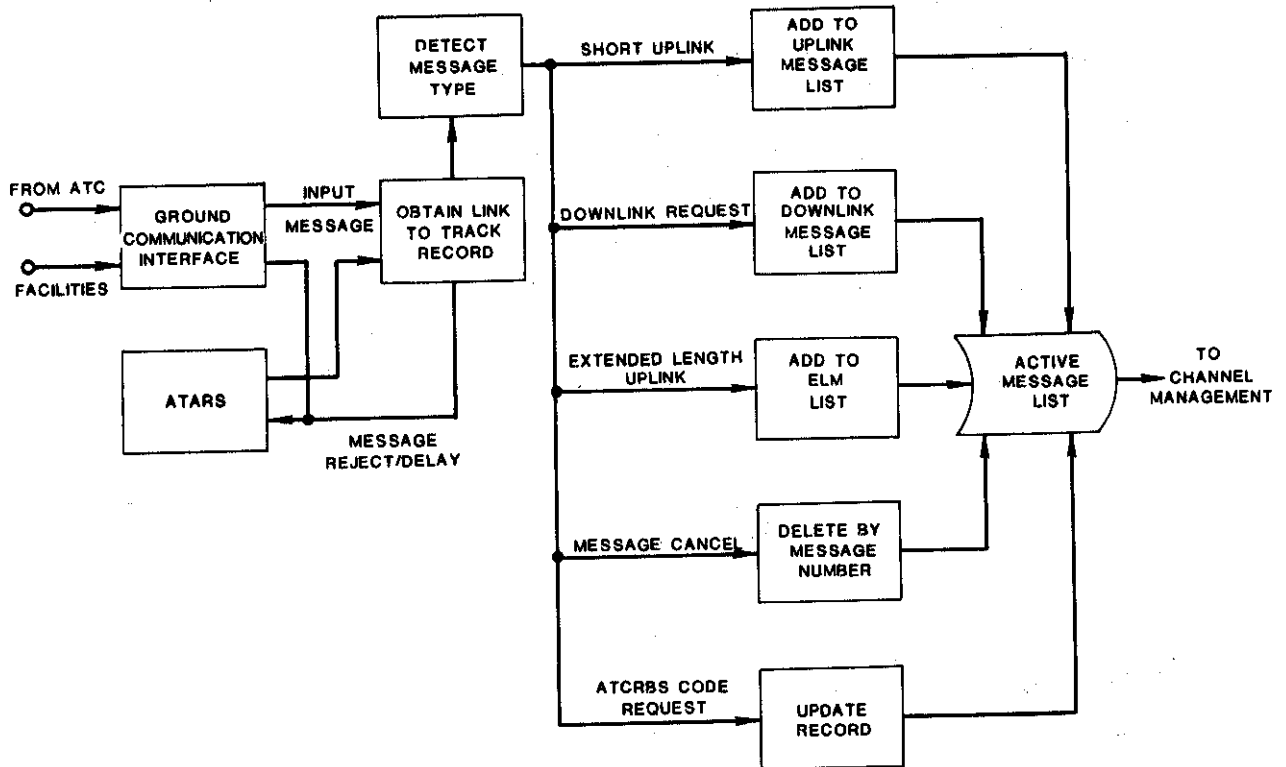 DETECT
MESSAGE
TYPE
SHORT UPLINK
ADD TO
UPLINK
MESSAGE
LIST
FROM ATC
FACILITIES
GROUND
COMMUNICATION
INTERFACE
INPUT
MESSAGE
OBTAIN LINK
TO TRACK
RECORD
DOWNLINK REQUEST
ADD TO
DOWNLINK
MESSAGE
LIST
ATARS
MESSAGE
REJECT/DELAY
EXTENDED LENGTH
UPLINK
ADD TO
ELM
LIST
ACTIVE
MESSAGE
LIST
TO
CHANNEL
MANAGEMENT
MESSAGE CANCEL
DELETE BY
MESSAGE
NUMBER
ATCRBS CODE
REQUEST
UPDATE
RECORD